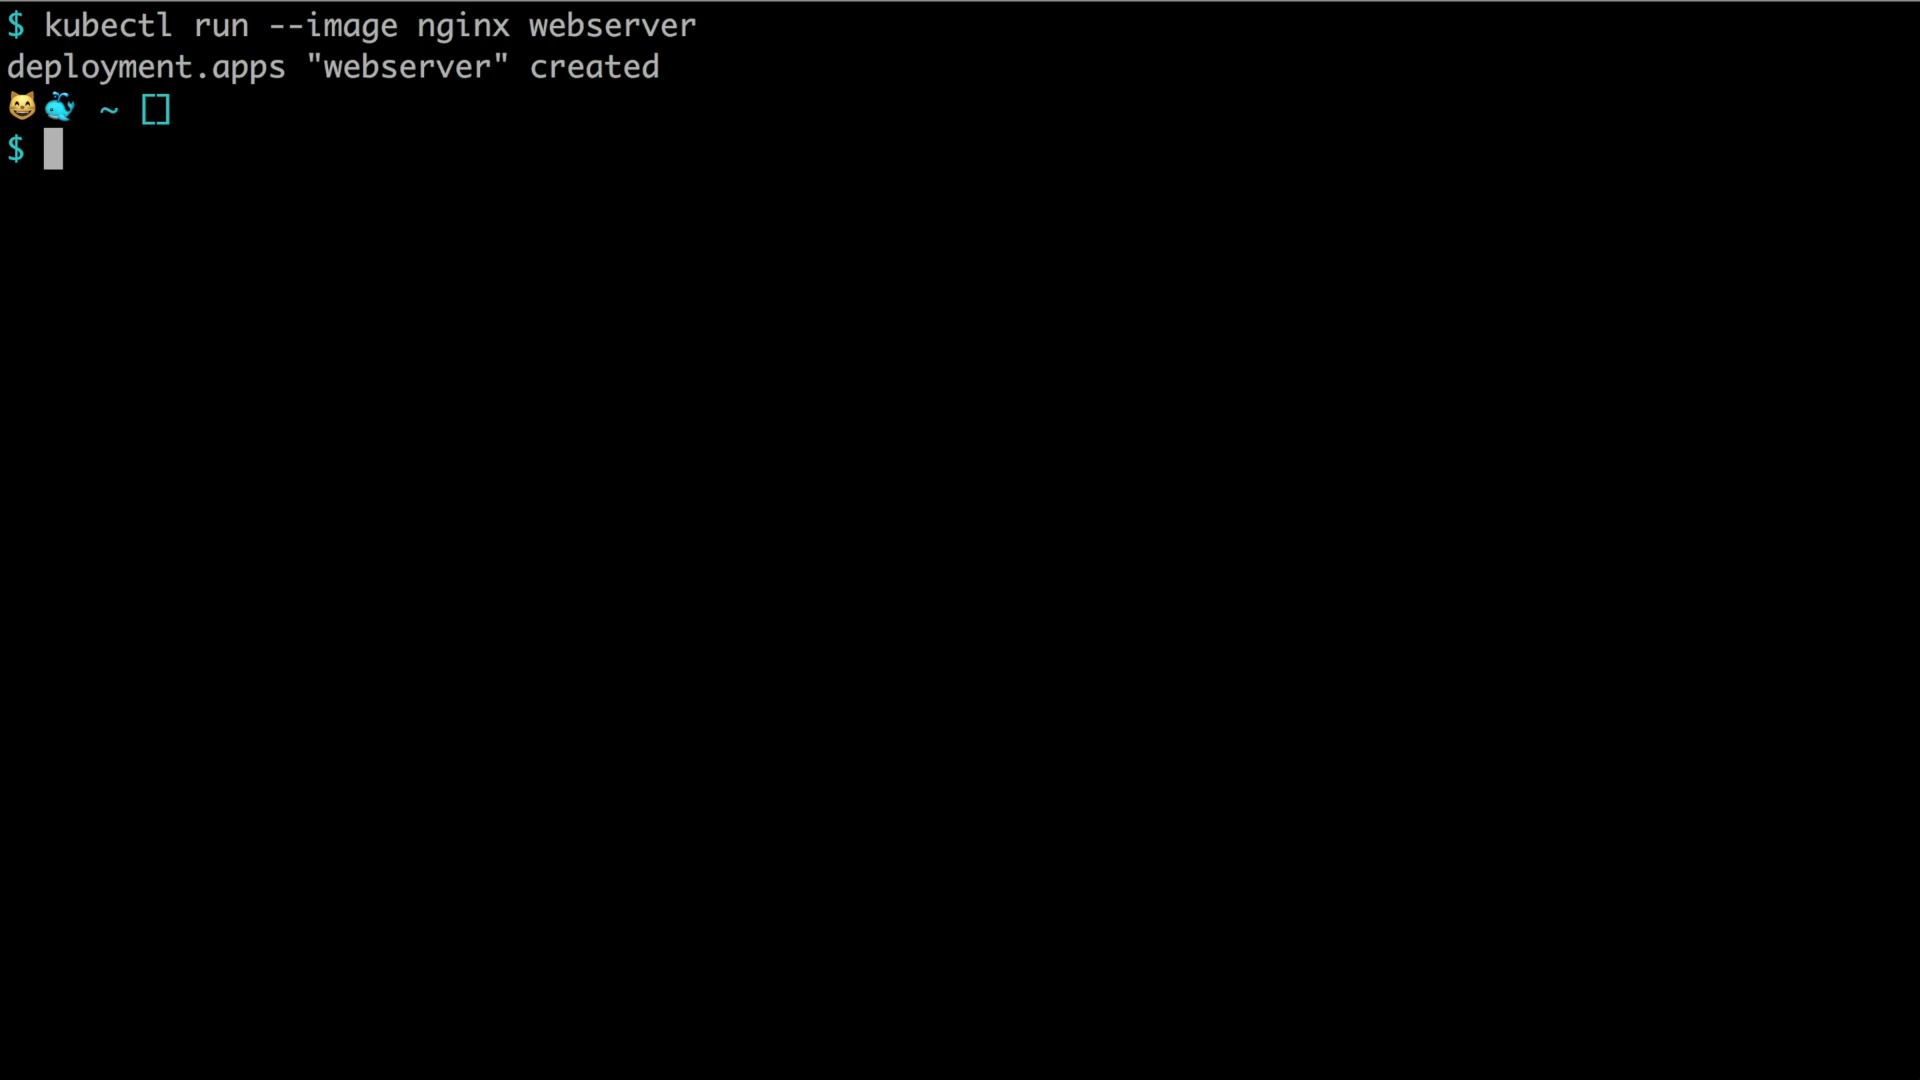 $ kubectl run --image nginx webserver
deployment.apps "webserver" created
😸🐳 ~ []
$